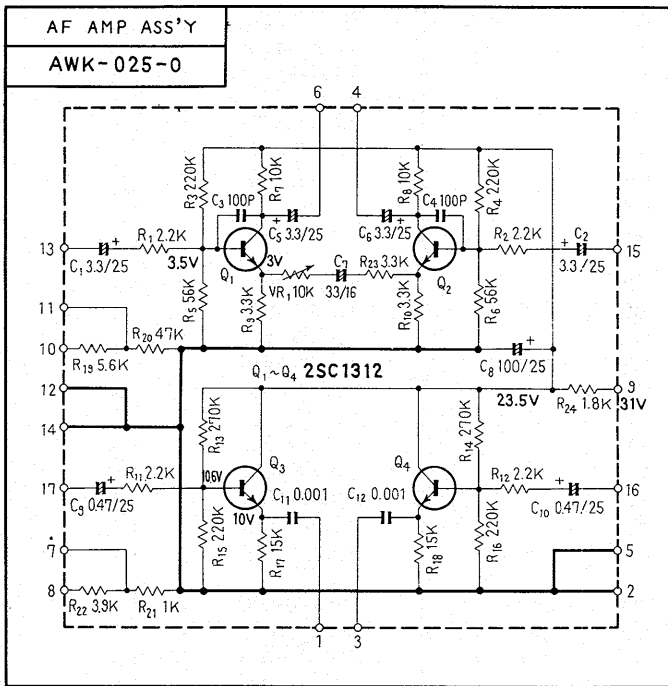 AF AMP ASS'Y
AWK-025-0
6 4
R3 220K
R7 10K
R8 10K
R4 220K
C3 100P
C4 100P
C5 3.3/25
C6 3.3/25
13
C1 3.3/25
R1 2.2K
3.5V
Q1
3V
VR1 10K
C7
33/16
R23 3.3K
Q2
R2 2.2K
C2
3.3/25
15
11
R5 56K
R9 3.3K
R10 3.3K
R6 56K
10
R19 5.6K
R20 47K
C8 100/25
12
Q1~Q4 2SC1312
23.5V
R24 1.8K
9
31V
14
R13 270K
R14 270K
17
C9 0.47/25
R11 2.2K
10.6V
Q3
10V
C11 0.001
C12 0.001
Q4
R12 2.2K
C10 0.47/25
16
7
R15 220K
R17 15K
R18 15K
R16 220K
5
8
R22 3.9K
R21 1K
2
1 3